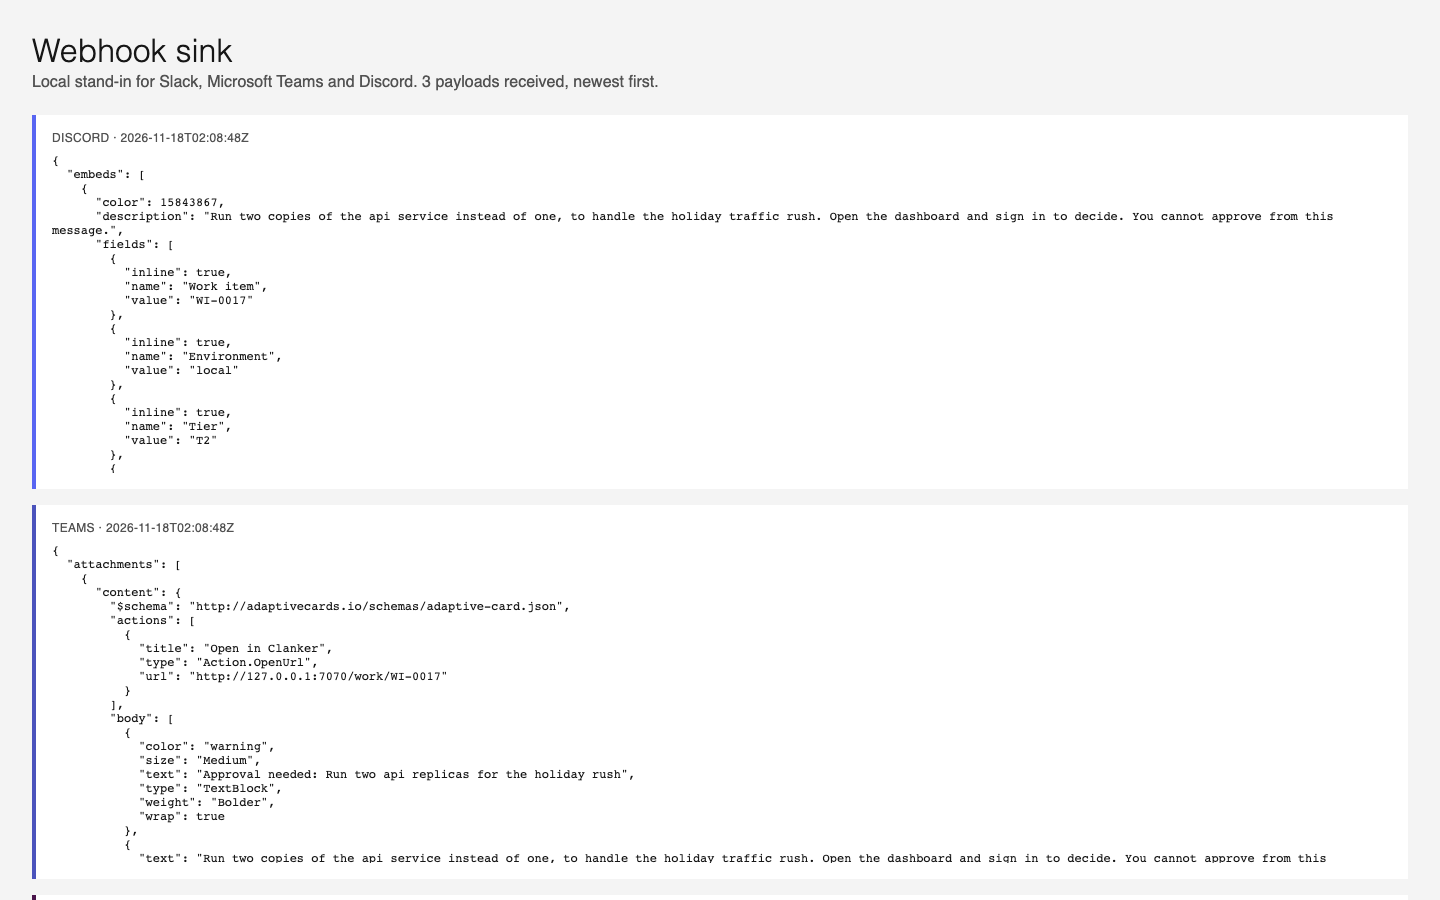 Webhook sink
Local stand-in for Slack, Microsoft Teams and Discord. 3 payloads received, newest first.
DISCORD · 2026-11-18T02:08:48Z
{
  "embeds": [
    {
      "color": 15843867,
      "description": "Run two copies of the api service instead of one, to handle the holiday traffic rush. Open the dashboard and sign in to decide. You cannot approve from this
message.",
      "fields": [
        {
          "inline": true,
          "name": "Work item",
          "value": "WI-0017"
        },
        {
          "inline": true,
          "name": "Environment",
          "value": "local"
        },
        {
          "inline": true,
          "name": "Tier",
          "value": "T2"
        },
        {
TEAMS · 2026-11-18T02:08:48Z
{
  "attachments": [
    {
      "content": {
        "$schema": "http://adaptivecards.io/schemas/adaptive-card.json",
        "actions": [
          {
            "title": "Open in Clanker",
            "type": "Action.OpenUrl",
            "url": "http://127.0.0.1:7070/work/WI-0017"
          }
        ],
        "body": [
          {
            "color": "warning",
            "size": "Medium",
            "text": "Approval needed: Run two api replicas for the holiday rush",
            "type": "TextBlock",
            "weight": "Bolder",
            "wrap": true
          },
          {
            "text": "Run two copies of the api service instead of one, to handle the holiday traffic rush. Open the dashboard and sign in to decide. You cannot approve from this